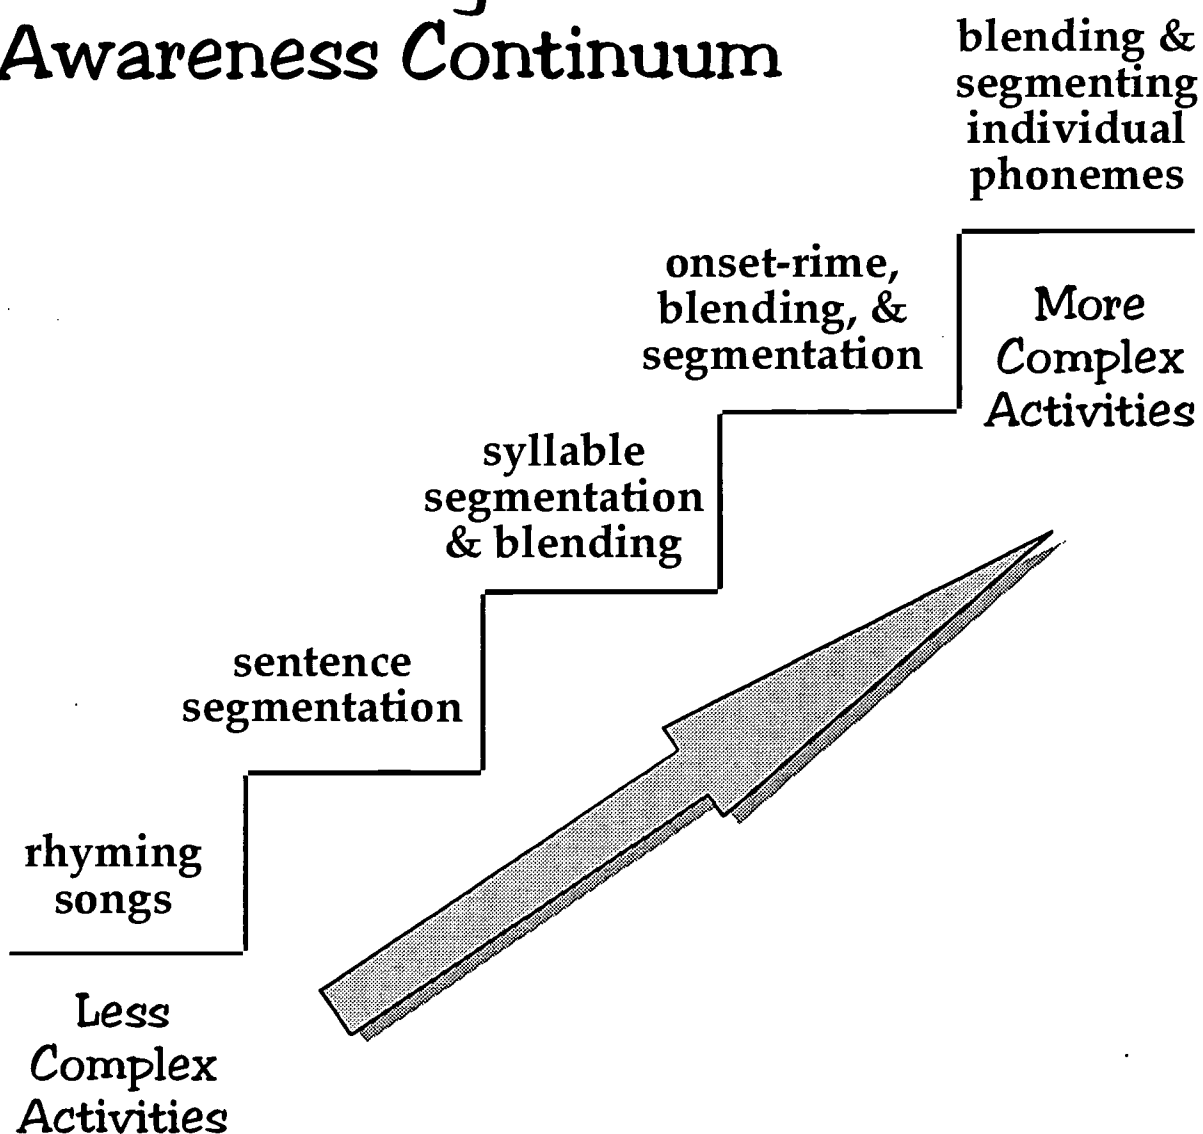 Awareness Continuum
blending &
segmenting
individual
phonemes
onset-rime,
blending, &
segmentation
More
Complex
Activities
syllable
segmentation
& blending
sentence
segmentation
rhyming
songs
Less
Complex
Activities